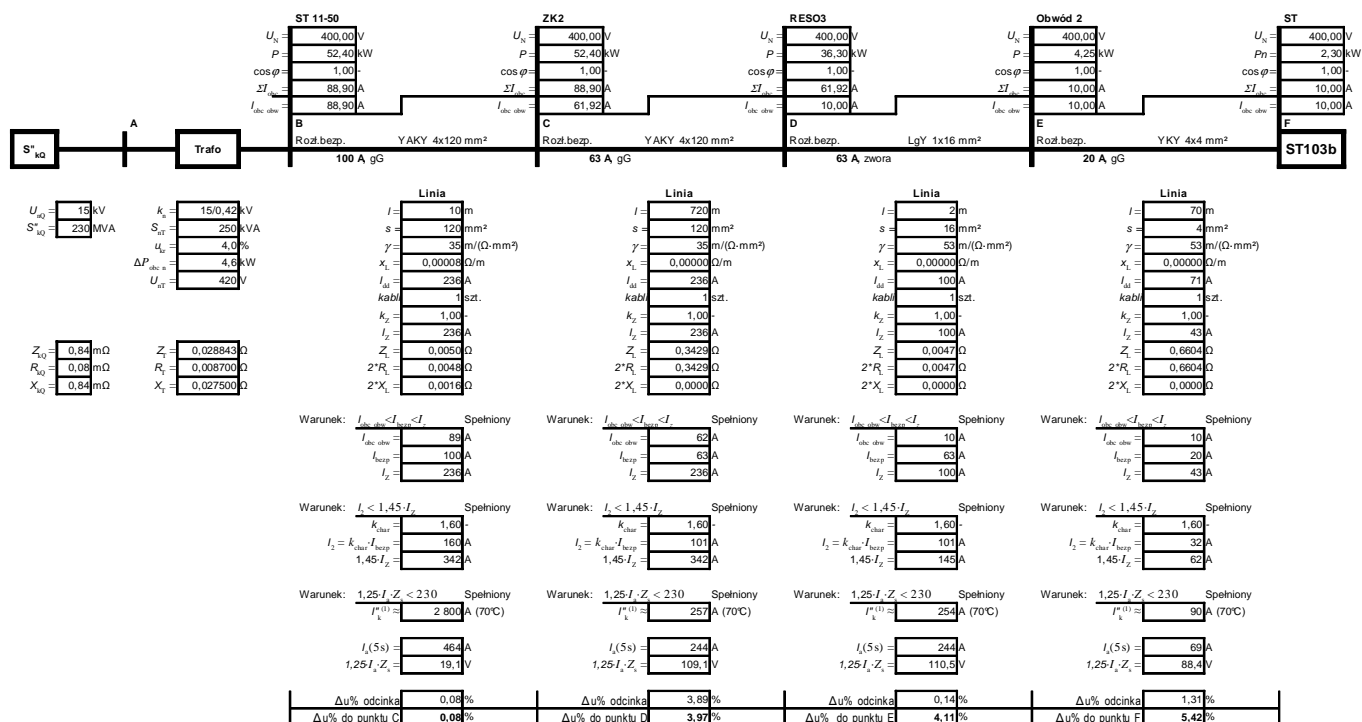 ST 11-50 ZK2 RESO3 Obwód 2 ST
U_N = 400,00 V U_N = 400,00 V U_N = 400,00 V U_N = 400,00 V U_N = 400,00 V
P = 52,40 kW P = 52,40 kW P = 36,30 kW P = 4,25 kW Pn = 2,30 kW
cosφ = 1,00 - cosφ = 1,00 - cosφ = 1,00 - cosφ = 1,00 - cosφ = 1,00 -
ΣI_obc = 88,90 A ΣI_obc = 88,90 A ΣI_obc = 61,92 A ΣI_obc = 10,00 A ΣI_obc = 10,00 A
I_obc obw = 88,90 A I_obc obw = 61,92 A I_obc obw = 10,00 A I_obc obw = 10,00 A I_obc obw = 10,00 A
A B C D E F
Rozł.bezp. YAKY 4x120 mm² Rozł.bezp. YAKY 4x120 mm² Rozł.bezp. LgY 1x16 mm² Rozł.bezp. YKY 4x4 mm²
S"_kQ Trafo ST103b
100 A, gG 63 A, gG 63 A, zwora 20 A, gG
Linia Linia Linia Linia
U_nQ = 15 kV k_n = 15/0,42 kV l = 10 m l = 720 m l = 2 m l = 70 m
S"_kQ = 230 MVA S_nT = 250 kVA s = 120 mm² s = 120 mm² s = 16 mm² s = 4 mm²
u_kr = 4,0 % γ = 35 m/(Ω·mm²) γ = 35 m/(Ω·mm²) γ = 53 m/(Ω·mm²) γ = 53 m/(Ω·mm²)
ΔP_obc n = 4,6 kW x_L = 0,00008 Ω/m x_L = 0,00000 Ω/m x_L = 0,00000 Ω/m x_L = 0,00000 Ω/m
U_nT = 420 V I_dd = 236 A I_dd = 236 A I_dd = 100 A I_dd = 71 A
kabli 1 szt. kabli 1 szt. kabli 1 szt. kabli 1 szt.
k_Z = 1,00 - k_Z = 1,00 - k_Z = 1,00 - k_Z = 1,00 -
I_Z = 236 A I_Z = 236 A I_Z = 100 A I_Z = 43 A
Z_kQ = 0,84 mΩ Z_T = 0,028843 Ω Z_L = 0,0050 Ω Z_L = 0,3429 Ω Z_L = 0,0047 Ω Z_L = 0,6604 Ω
R_kQ = 0,08 mΩ R_T = 0,008700 Ω 2*R_L = 0,0048 Ω 2*R_L = 0,3429 Ω 2*R_L = 0,0047 Ω 2*R_L = 0,6604 Ω
X_kQ = 0,84 mΩ X_T = 0,027500 Ω 2*X_L = 0,0016 Ω 2*X_L = 0,0000 Ω 2*X_L = 0,0000 Ω 2*X_L = 0,0000 Ω
Warunek: I_obc obw<I_bezp<I_z Spełniony Warunek: I_obc obw<I_bezp<I_z Spełniony Warunek: I_obc obw<I_bezp<I_z Spełniony Warunek: I_obc obw<I_bezp<I_z Spełniony
I_obc obw = 89 A I_obc obw = 62 A I_obc obw = 10 A I_obc obw = 10 A
I_bezp = 100 A I_bezp = 63 A I_bezp = 63 A I_bezp = 20 A
I_Z = 236 A I_Z = 236 A I_Z = 100 A I_Z = 43 A
Warunek: I_2 < 1,45·I_Z Spełniony Warunek: I_2 < 1,45·I_Z Spełniony Warunek: I_2 < 1,45·I_Z Spełniony Warunek: I_2 < 1,45·I_Z Spełniony
k_char = 1,60 - k_char = 1,60 - k_char = 1,60 - k_char = 1,60 -
I_2 = k_char·I_bezp = 160 A I_2 = k_char·I_bezp = 101 A I_2 = k_char·I_bezp = 101 A I_2 = k_char·I_bezp = 32 A
1,45·I_Z = 342 A 1,45·I_Z = 342 A 1,45·I_Z = 145 A 1,45·I_Z = 62 A
Warunek: 1,25·I_a·Z_s < 230 Spełniony Warunek: 1,25·I_a·Z_s < 230 Spełniony Warunek: 1,25·I_a·Z_s < 230 Spełniony Warunek: 1,25·I_a·Z_s < 230 Spełniony
I"_k^(1) ≈ 2 800 A (70°C) I"_k^(1) ≈ 257 A (70°C) I"_k^(1) ≈ 254 A (70°C) I"_k^(1) ≈ 90 A (70°C)
I_a(5s) = 464 A I_a(5s) = 244 A I_a(5s) = 244 A I_a(5s) = 69 A
1,25·I_a·Z_s = 19,1 V 1,25·I_a·Z_s = 109,1 V 1,25·I_a·Z_s = 110,5 V 1,25·I_a·Z_s = 88,4 V
Δu% odcinka 0,08 % Δu% odcinka 3,89 % Δu% odcinka 0,14 % Δu% odcinka 1,31 %
Δu% do punktu C 0,08 % Δu% do punktu D 3,97 % Δu% do punktu E 4,11 % Δu% do punktu F 5,42 %